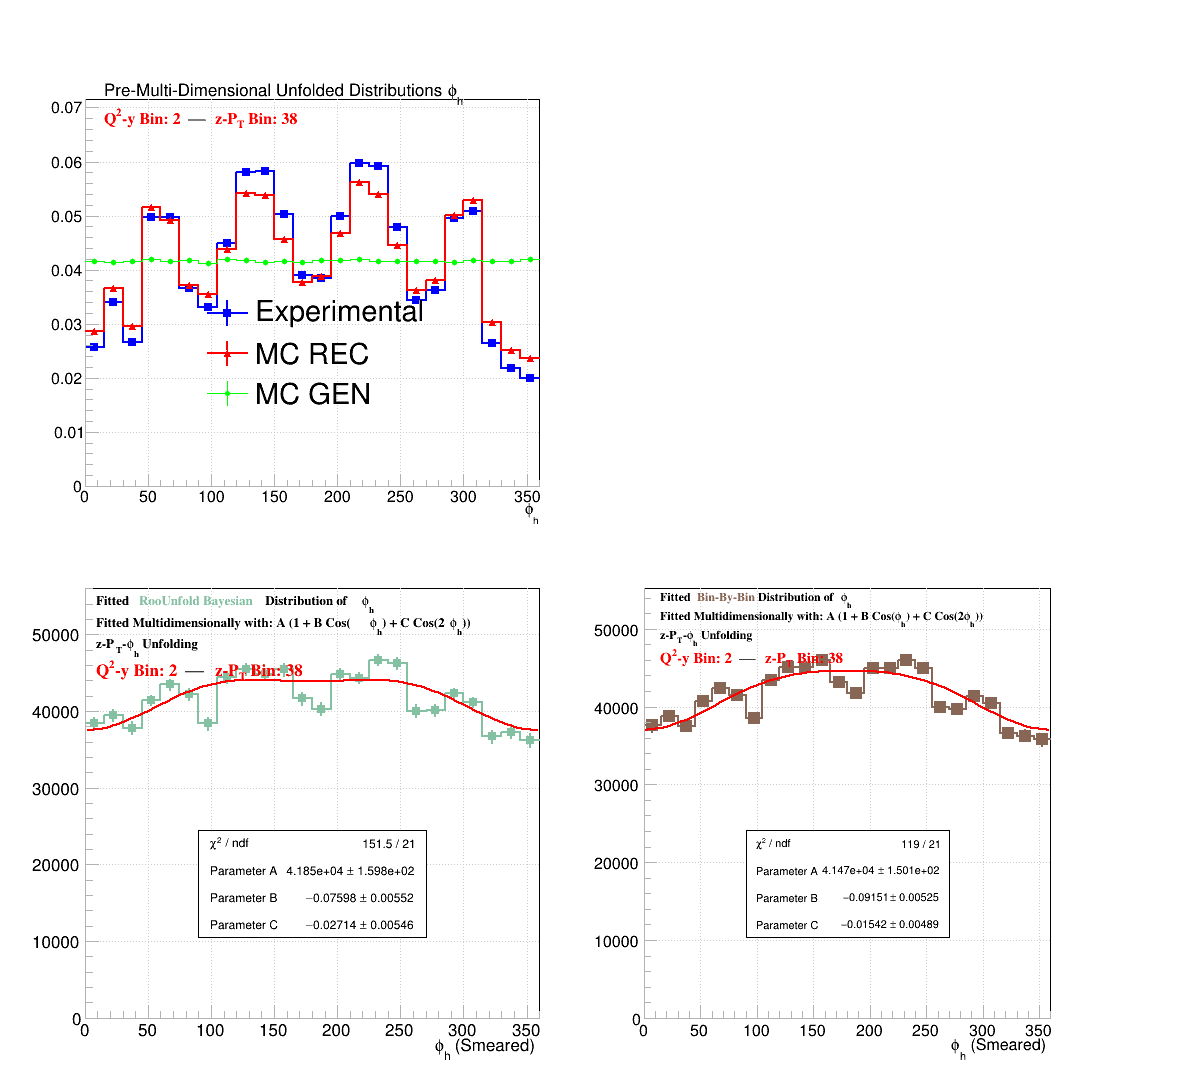 Pre-Multi-Dimensional Unfolded Distributions ϕh
Q2-y Bin: 2 — z-PT Bin: 38
0.07
0.06
0.05
0.04
0.03
0.02
0.01
0
Experimental
MC REC
MC GEN
0 50 100 150 200 250 300 350
ϕh
Fitted RooUnfold Bayesian Distribution of ϕh
Fitted Multidimensionally with: A (1 + B Cos( ϕh) + C Cos(2 ϕh))
z-PT-ϕh Unfolding
Q2-y Bin: 2 — z-PT Bin: 38
50000
40000
30000
20000
10000
0
χ2 / ndf 151.5 / 21
Parameter A 4.185e+04 ± 1.598e+02
Parameter B −0.07598 ± 0.00552
Parameter C −0.02714 ± 0.00546
0 50 100 150 200 250 300 350
ϕh (Smeared)
Fitted Bin-By-Bin Distribution of ϕh
Fitted Multidimensionally with: A (1 + B Cos(ϕh) + C Cos(2ϕh))
z-PT-ϕh Unfolding
Q2-y Bin: 2 — z-PT Bin: 38
50000
40000
30000
20000
10000
0
χ2 / ndf 119 / 21
Parameter A 4.147e+04 ± 1.501e+02
Parameter B −0.09151 ± 0.00525
Parameter C −0.01542 ± 0.00489
0 50 100 150 200 250 300 350
ϕh (Smeared)